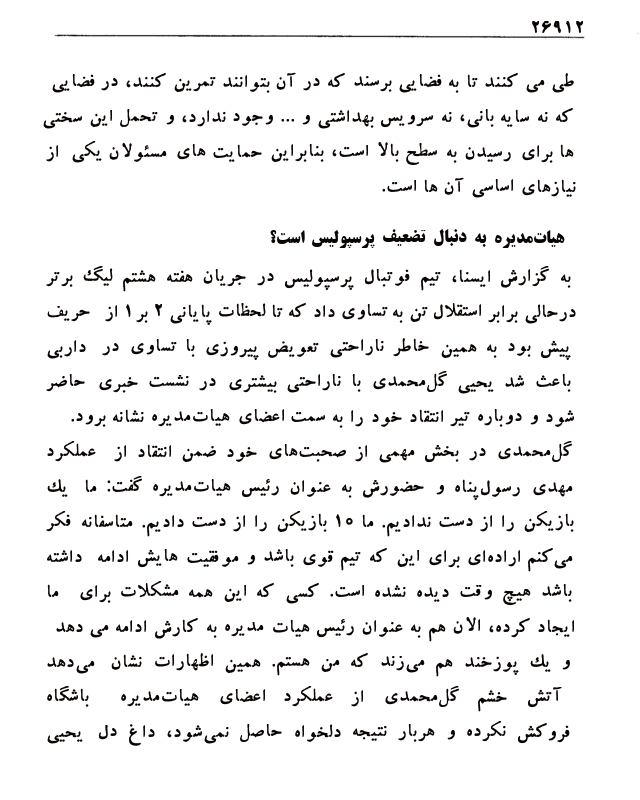 ۲۶۹۱۲
طی می کنند تا به فضایی برسند که در آن بتوانند تمرین کنند، در فضایی
که نه سایه بانی، نه سرویس بهداشتی و ... وجود ندارد، و تحمل این سختی
ها برای رسیدن به سطح بالا است، بنابراین حمایت های مسئولان یکی از
نیازهای اساسی آن ها است.
هیات‌مدیره به دنبال تضعیف پرسپولیس است؟
به گزارش ایسنا، تیم فوتبال پرسپولیس در جریان هفته هشتم لیگ برتر
درحالی برابر استقلال تن به تساوی داد که تا لحظات پایانی ۲ بر ۱ از حریف
پیش بود به همین خاطر ناراحتی تعویض پیروزی با تساوی در داربی
باعث شد یحیی گل‌محمدی با ناراحتی بیشتری در نشست خبری حاضر
شود و دوباره تیر انتقاد خود را به سمت اعضای هیات‌مدیره نشانه برود.
گل‌محمدی در بخش مهمی از صحبت‌های خود ضمن انتقاد از عملکرد
مهدی رسول‌پناه و حضورش به عنوان رئیس هیات‌مدیره گفت: ما یك
بازیکن را از دست ندادیم. ما ۱۵ بازیکن را از دست دادیم. متاسفانه فکر
می‌کنم اراده‌ای برای این که تیم قوی باشد و موفقیت هایش ادامه داشته
باشد هیچ وقت دیده نشده است. کسی که این همه مشکلات برای ما
ایجاد کرده، الان هم به عنوان رئیس هیات مدیره به کارش ادامه می دهد
و یك پوزخند هم می‌زند که من هستم. همین اظهارات نشان می‌دهد
آتش خشم گل‌محمدی از عملکرد اعضای هیات‌مدیره باشگاه
فروکش نکرده و هربار نتیجه دلخواه حاصل نمی‌شود، داغ دل یحیی